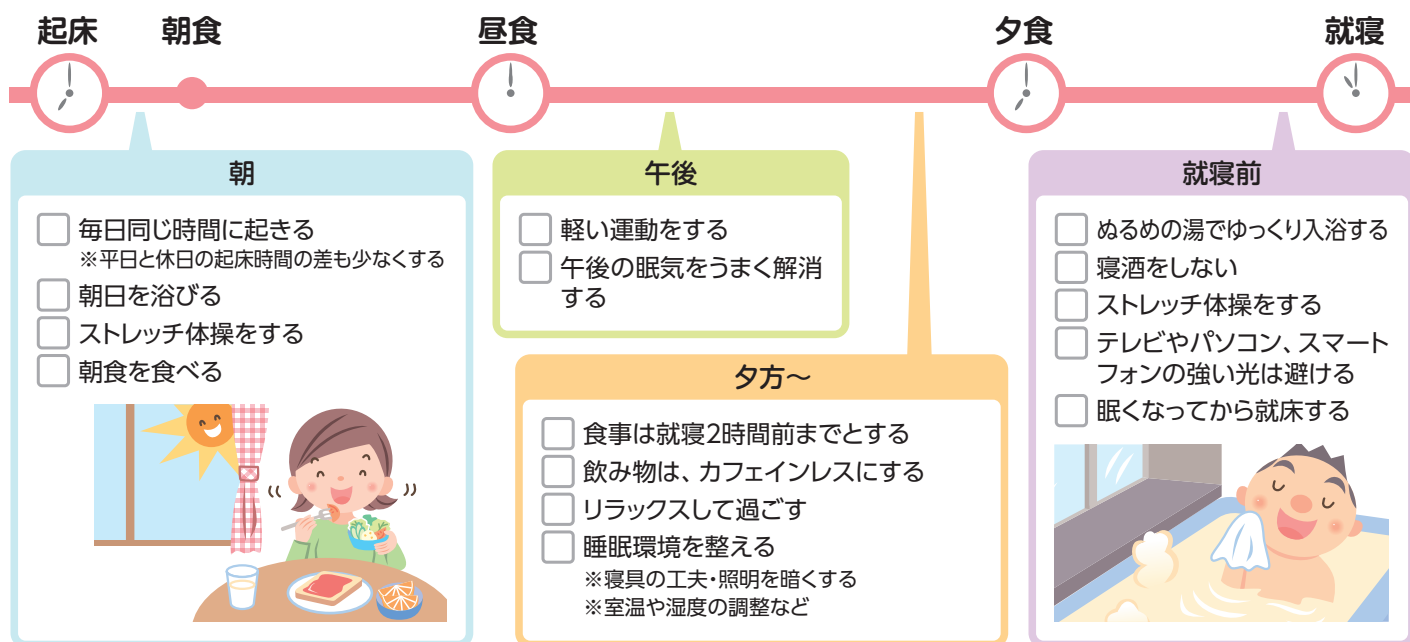 起床
朝食
昼食
夕食
就寝
朝
毎日同じ時間に起きる
※平日と休日の起床時間の差も少なくする
朝日を浴びる
ストレッチ体操をする
朝食を食べる
午後
軽い運動をする
午後の眠気をうまく解消
する
夕方～
食事は就寝2時間前までとする
飲み物は、カフェインレスにする
リラックスして過ごす
睡眠環境を整える
※寝具の工夫・照明を暗くする
※室温や湿度の調整など
就寝前
ぬるめの湯でゆっくり入浴する
寝酒をしない
ストレッチ体操をする
テレビやパソコン、スマート
フォンの強い光は避ける
眠くなってから就床する